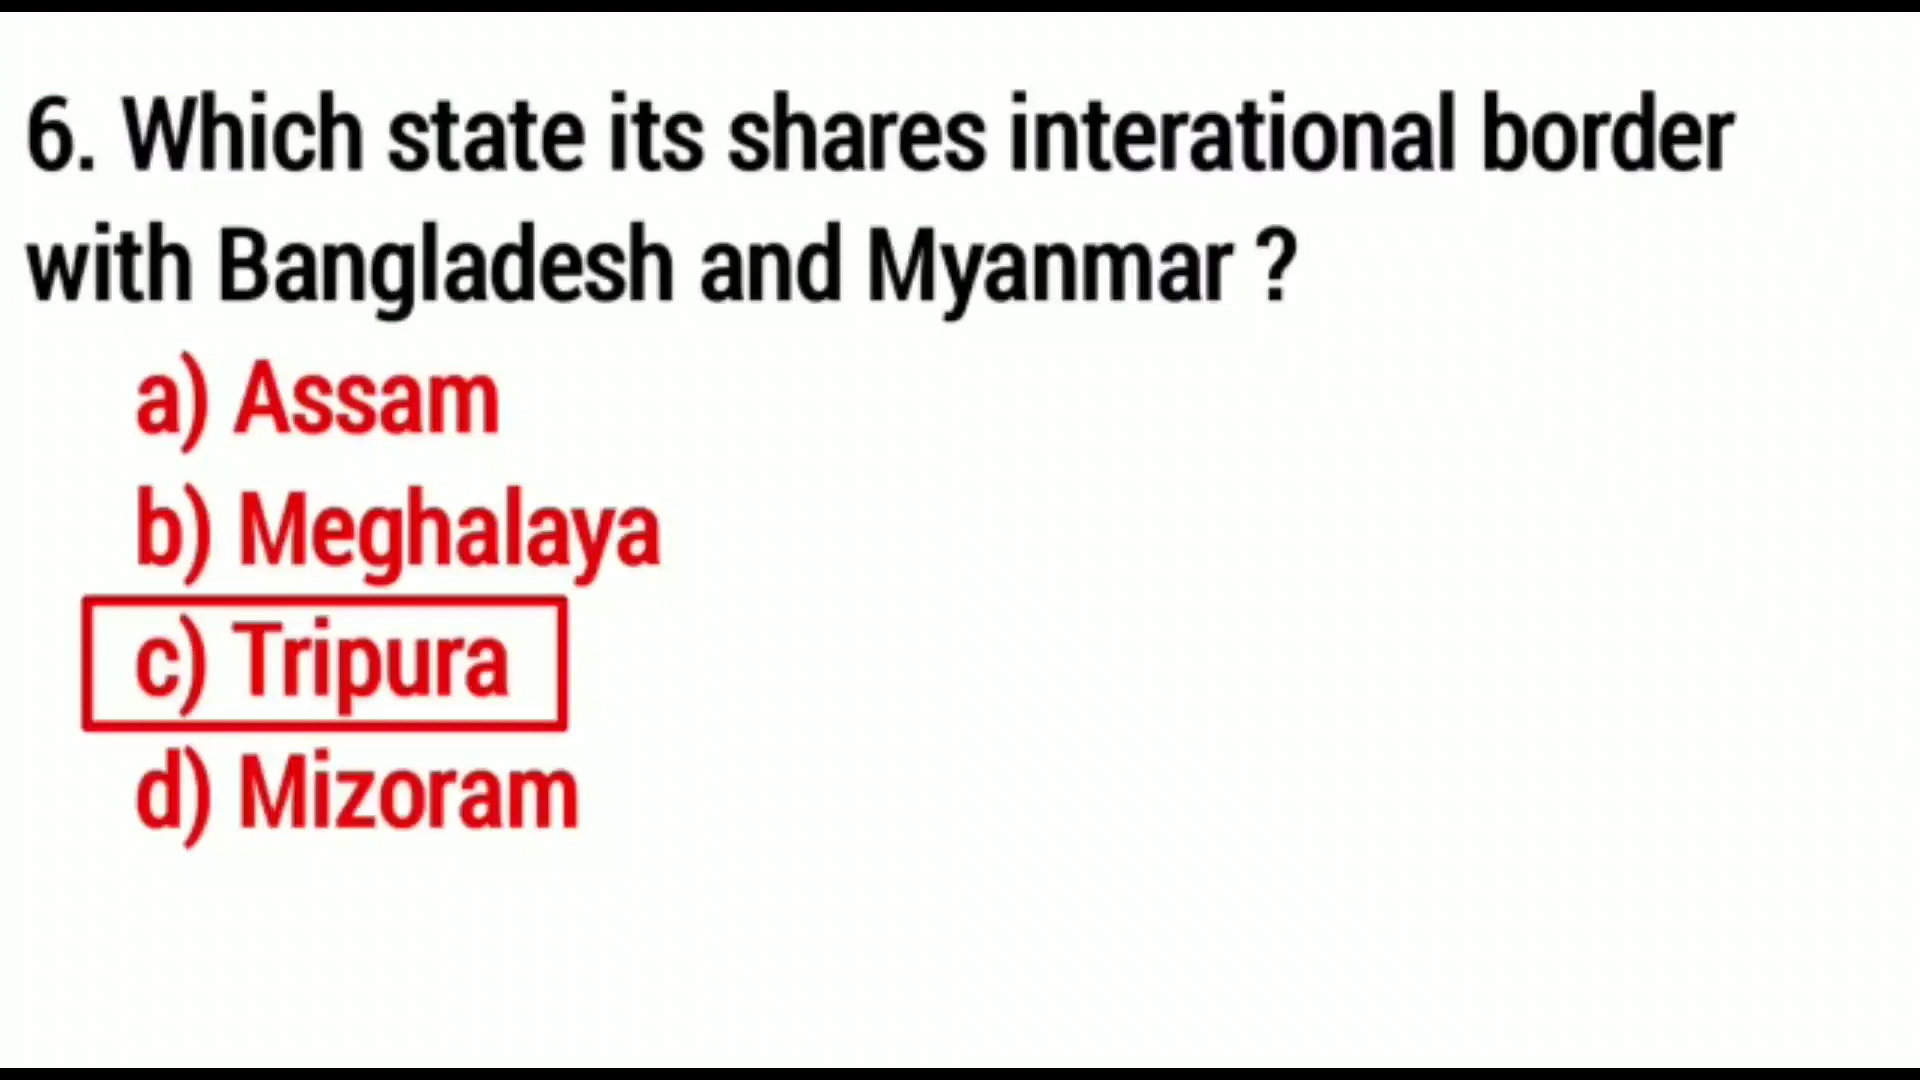 6. Which state its shares interational border
with Bangladesh and Myanmar ?
a) Assam
b) Meghalaya
c) Tripura
d) Mizoram